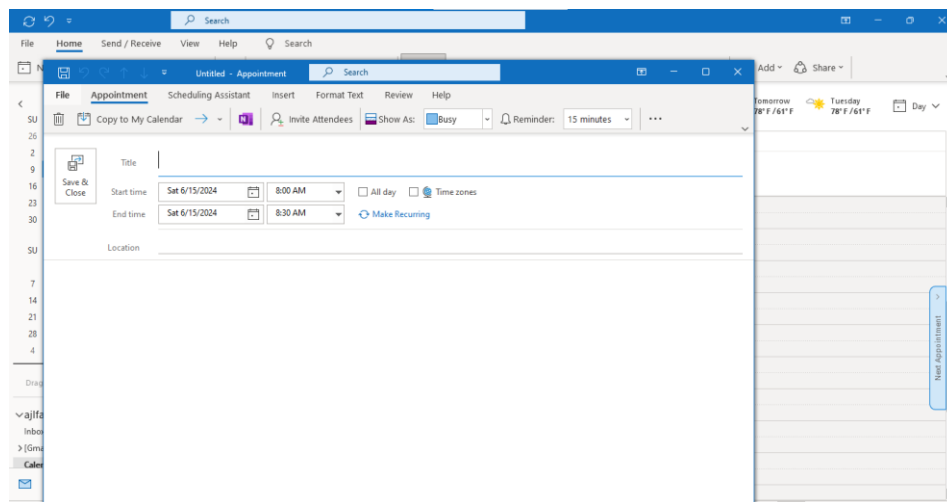 Search
File Home Send / Receive View Help Search
N Add Share
Untitled - Appointment Search
File Appointment Scheduling Assistant Insert Format Text Review Help
Copy to My Calendar Invite Attendees Show As: Busy Reminder: 15 minutes ...
Tomorrow
78°F/61°F
Tuesday
78°F/61°F
Day
SU
26
2
9
16
23
30
SU
7
14
21
28
4
Save & Close
Title
Start time Sat 6/15/2024 8:00 AM All day Time zones
End time Sat 6/15/2024 8:30 AM Make Recurring
Location
Next Appointment
Drag
ajlfa
Inbo
[Gma
Caler